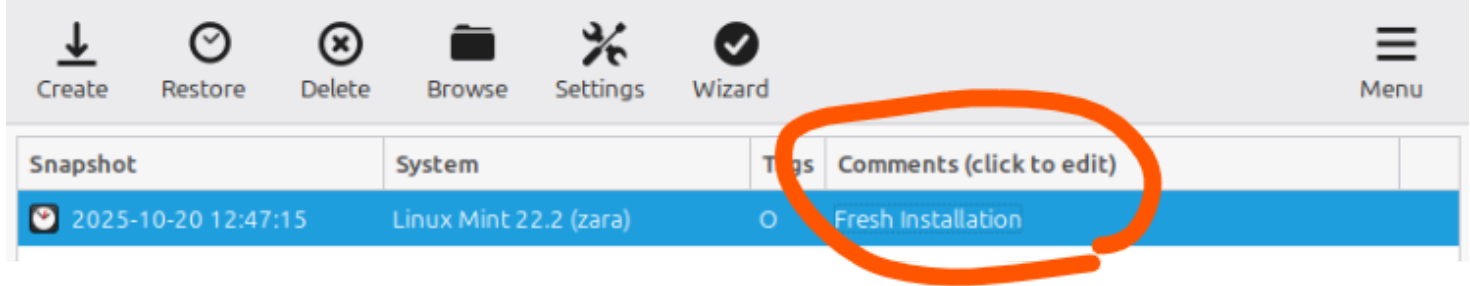 Create Restore Delete Browse Settings Wizard Menu
Snapshot System Tags Comments (click to edit)
2025-10-20 12:47:15 Linux Mint 22.2 (zara) O Fresh Installation